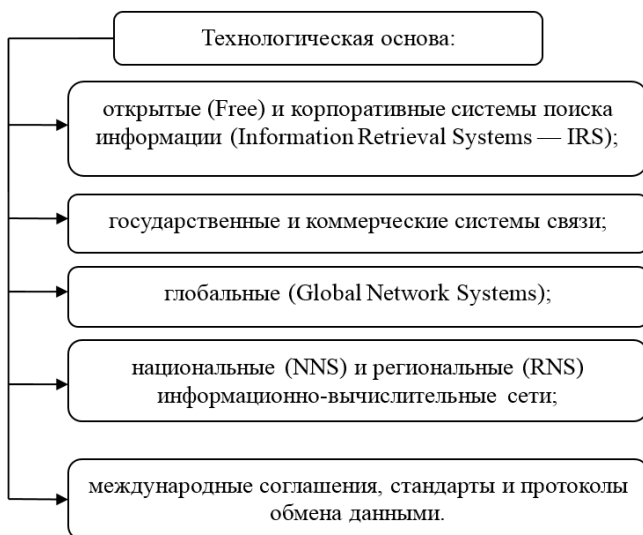 Технологическая основа:
открытые (Free) и корпоративные системы поиска
информации (Information Retrieval Systems — IRS);
государственные и коммерческие системы связи;
глобальные (Global Network Systems);
национальные (NNS) и региональные (RNS)
информационно-вычислительные сети;
международные соглашения, стандарты и протоколы
обмена данными.